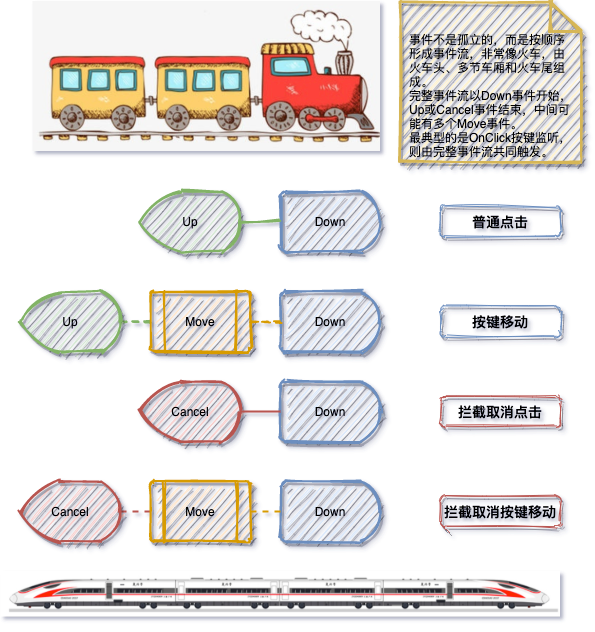 事件不是孤立的，而是按顺序
形成事件流，非常像火车，由
火车头、多节车厢和火车尾组
成。
完整事件流以Down事件开始，
Up或Cancel事件结束，中间可
能有多个Move事件。
最典型的是OnClick按键监听，
则由完整事件流共同触发。
Up Down 普通点击
Up Move Down 按键移动
Cancel Down 拦截取消点击
Cancel Move Down 拦截取消按键移动